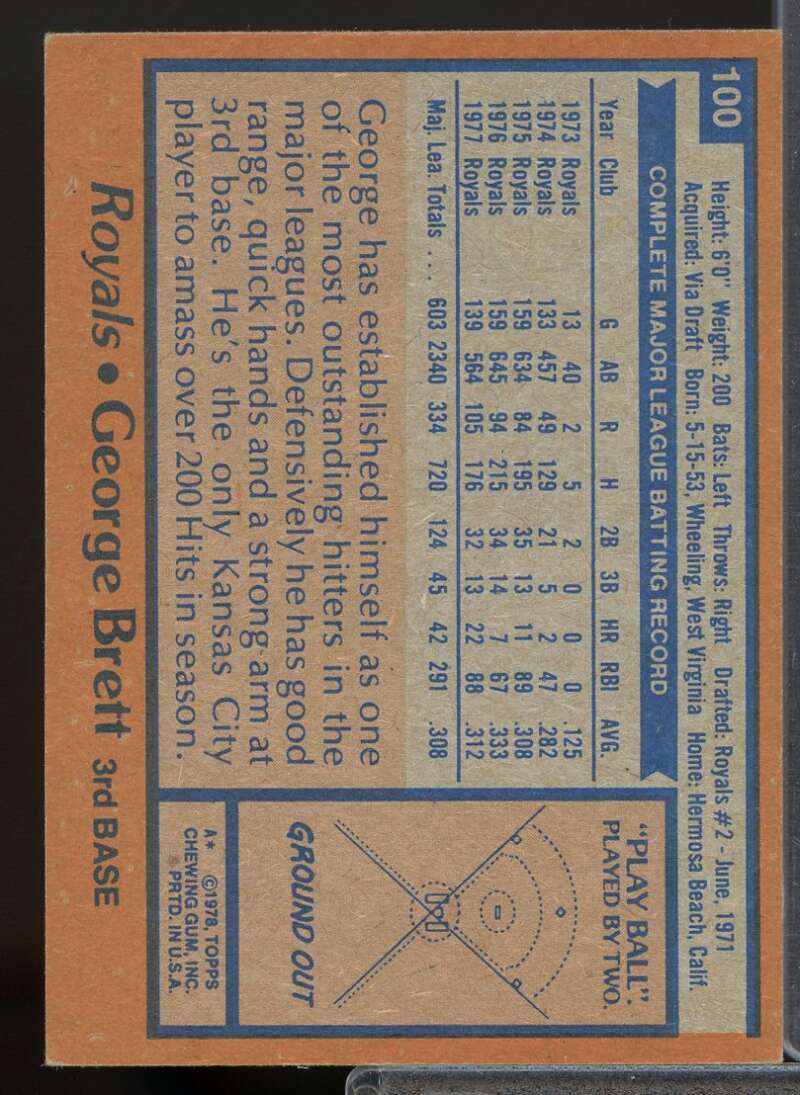 100
Height: 6'0" Weight: 200 Bats: Left Throws: Right Drafted: Royals #2 - June, 1971
Acquired: Via Draft Born: 5-15-53, Wheeling, West Virginia Home: Hermosa Beach, Calif.
COMPLETE MAJOR LEAGUE BATTING RECORD
Year Club G AB R H 2B 3B HR RBI AVG.
1973 Royals 13 40 2 5 2 0 0 0 .125
1974 Royals 133 457 49 129 21 5 2 47 .282
1975 Royals 159 634 84 195 35 13 11 89 .308
1976 Royals 159 645 94 215 34 14 7 67 .333
1977 Royals 139 564 105 176 32 13 22 88 .312
Maj. Lea. Totals .... 603 2340 334 720 124 45 42 291 .308
George has established himself as one
of the most outstanding hitters in the
major leagues. Defensively he has good
range, quick hands and a strong arm at
3rd base. He's the only Kansas City
player to amass over 200 Hits in season.
"PLAY BALL".
PLAYED BY TWO.
GROUND OUT
A* ©1978, TOPPS
CHEWING GUM, INC.
PRTD. IN U.S.A.
Royals • George Brett 3rd BASE